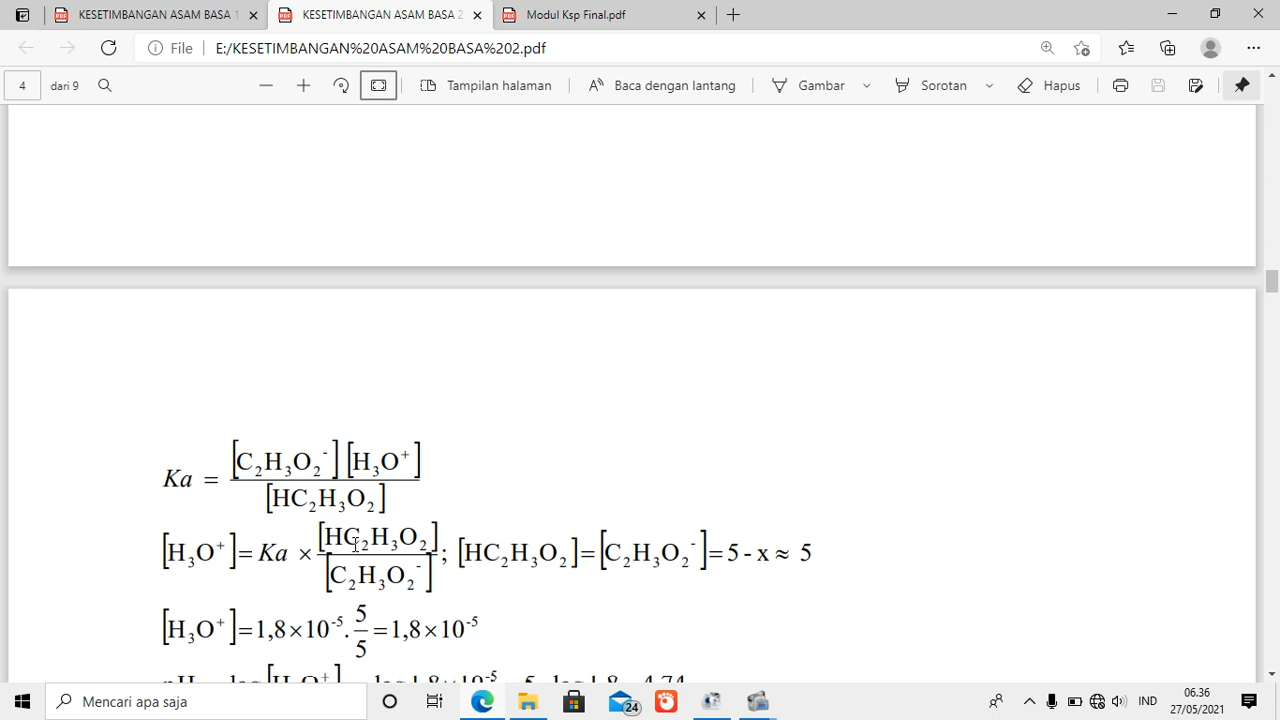 KESETIMBANGAN ASAM BASA 1
KESETIMBANGAN ASAM BASA 2
Modul Ksp Final.pdf
File
E:/KESETIMBANGAN%20ASAM%20BASA%202.pdf
4 dari 9
Tampilan halaman
Baca dengan lantang
Gambar
Sorotan
Hapus
Ka = [C₂H₃O₂⁻] [H₃O⁺] / [HC₂H₃O₂]
[H₃O⁺] = Ka × [HC₂H₃O₂] / [C₂H₃O₂⁻] ; [HC₂H₃O₂] = [C₂H₃O₂⁻] = 5 - x ≈ 5
[H₃O⁺] = 1,8×10⁻⁵ . 5/5 = 1,8×10⁻⁵
Mencari apa saja
24
IND
06.36
27/05/2021